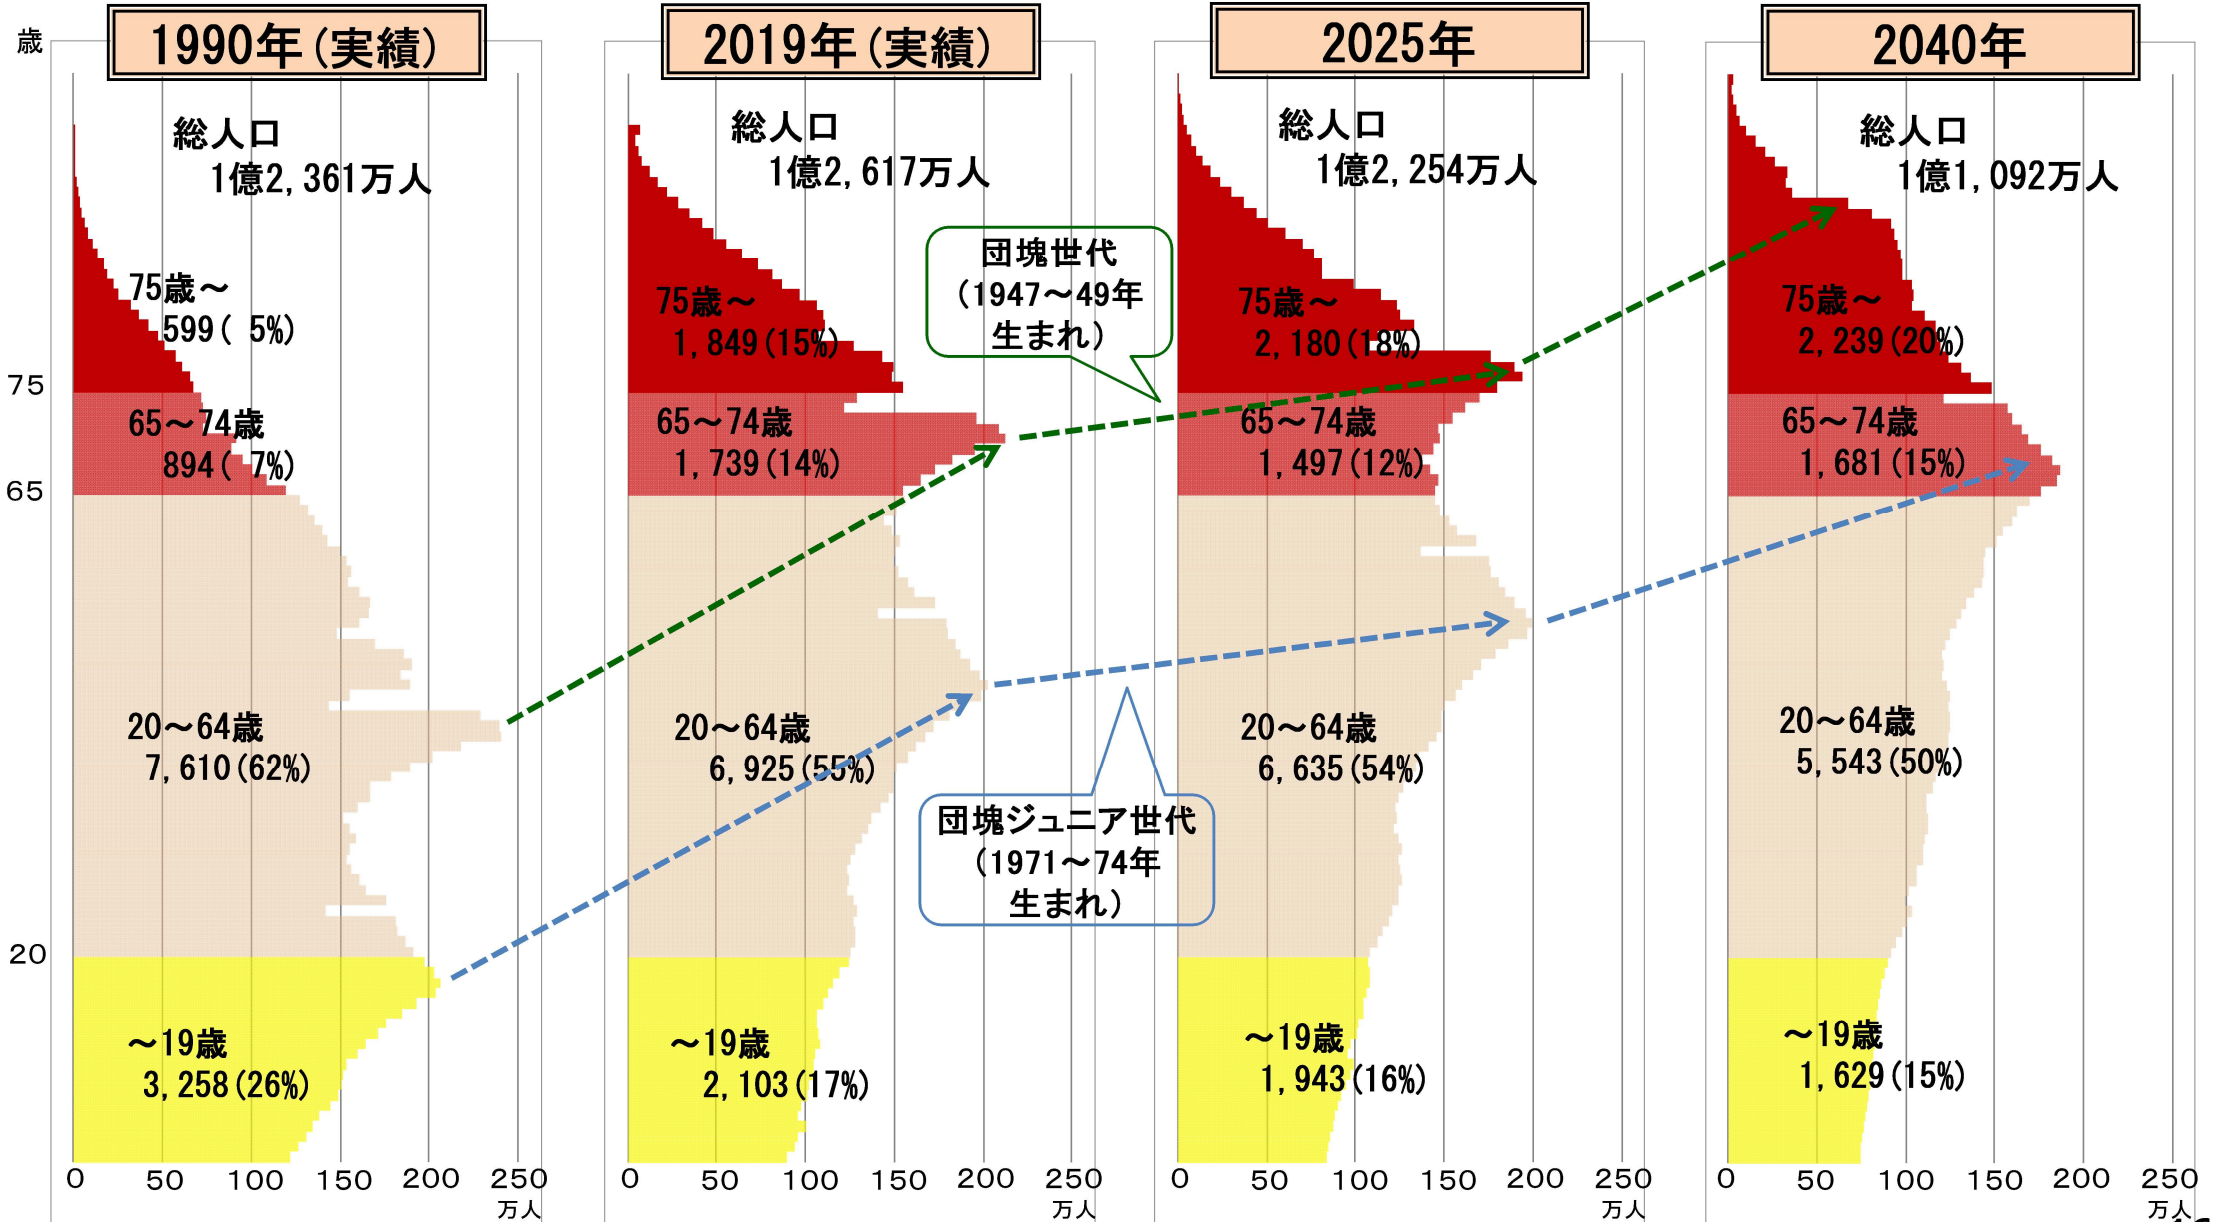 歳
1990年(実績)
総人口
1億2,361万人
75歳～
599( 5%)
65～74歳
894( 7%)
20～64歳
7,610(62%)
～19歳
3,258(26%)
75
65
20
0 50 100 150 200 250
万人
2019年(実績)
総人口
1億2,617万人
75歳～
1,849(15%)
65～74歳
1,739(14%)
20～64歳
6,925(55%)
～19歳
2,103(17%)
0 50 100 150 200 250
万人
団塊世代
(1947～49年
生まれ)
団塊ジュニア世代
(1971～74年
生まれ)
2025年
総人口
1億2,254万人
75歳～
2,180(18%)
65～74歳
1,497(12%)
20～64歳
6,635(54%)
～19歳
1,943(16%)
0 50 100 150 200 250
万人
2040年
総人口
1億1,092万人
75歳～
2,239(20%)
65～74歳
1,681(15%)
20～64歳
5,543(50%)
～19歳
1,629(15%)
0 50 100 150 200 250
万人